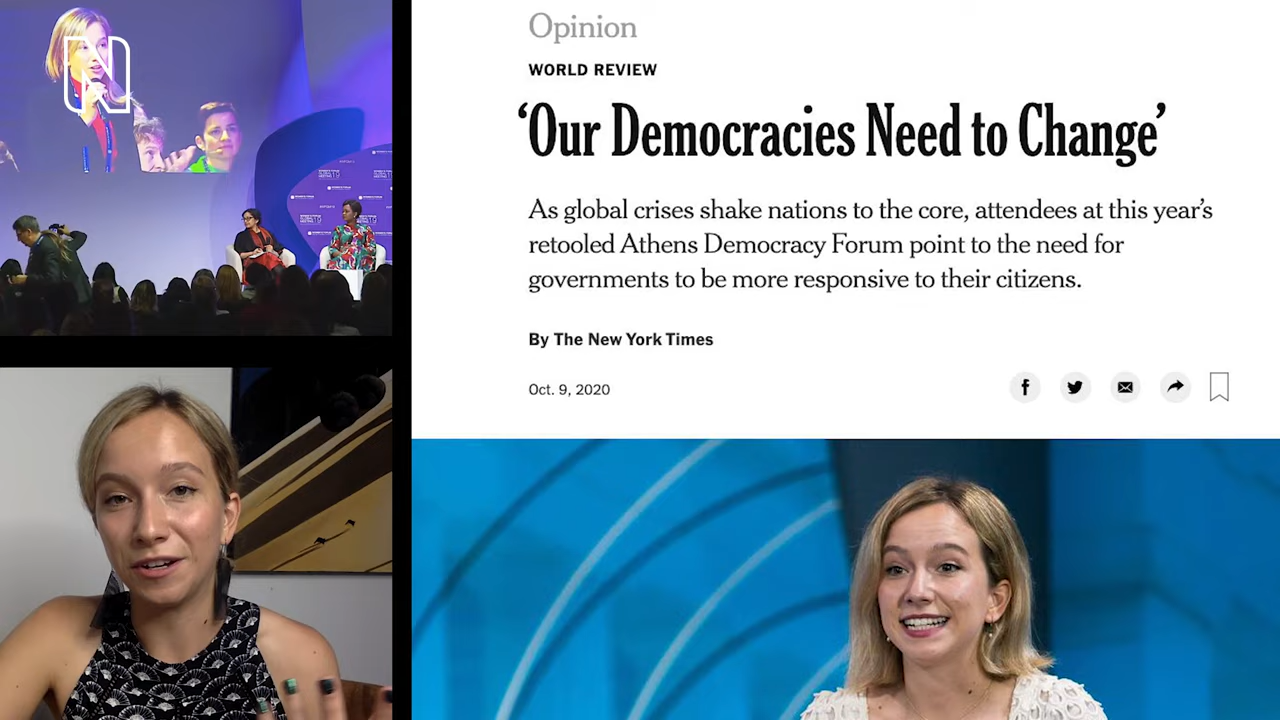 N
Opinion
WORLD REVIEW
‘Our Democracies Need to Change’
As global crises shake nations to the core, attendees at this year’s
retooled Athens Democracy Forum point to the need for
governments to be more responsive to their citizens.
By The New York Times
Oct. 9, 2020